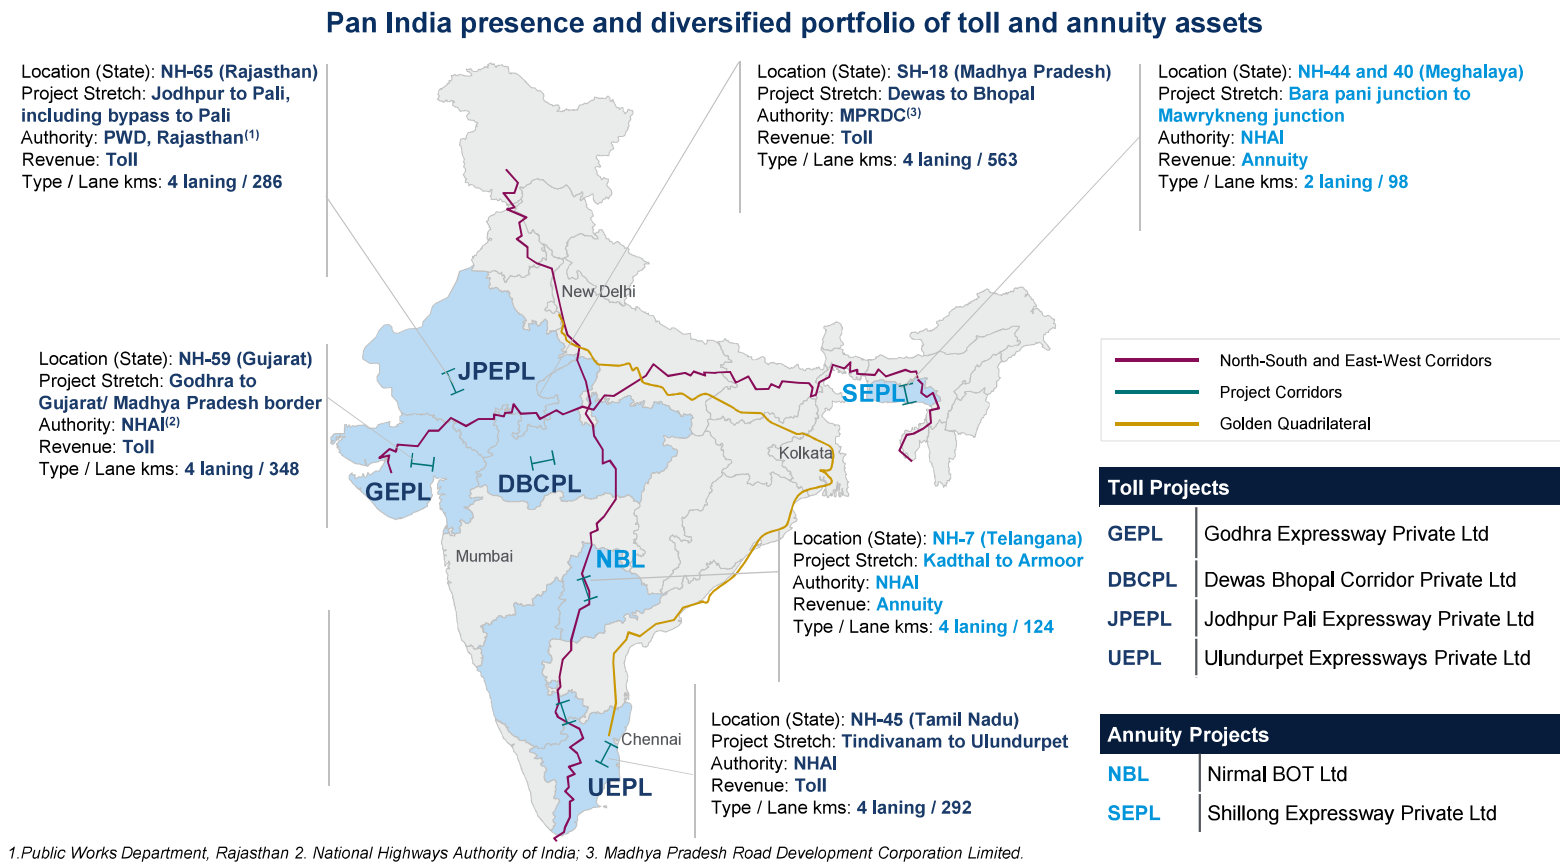 Pan India presence and diversified portfolio of toll and annuity assets
Location (State): NH-65 (Rajasthan)
Project Stretch: Jodhpur to Pali,
including bypass to Pali
Authority: PWD, Rajasthan(1)
Revenue: Toll
Type / Lane kms: 4 laning / 286
Location (State): SH-18 (Madhya Pradesh)
Project Stretch: Dewas to Bhopal
Authority: MPRDC(3)
Revenue: Toll
Type / Lane kms: 4 laning / 563
Location (State): NH-44 and 40 (Meghalaya)
Project Stretch: Bara pani junction to
Mawrykneng junction
Authority: NHAI
Revenue: Annuity
Type / Lane kms: 2 laning / 98
Location (State): NH-59 (Gujarat)
Project Stretch: Godhra to
Gujarat/ Madhya Pradesh border
Authority: NHAI(2)
Revenue: Toll
Type / Lane kms: 4 laning / 348
New Delhi
JPEPL
SEPL
Kolkata
GEPL
DBCPL
Mumbai
NBL
Chennai
UEPL
Location (State): NH-7 (Telangana)
Project Stretch: Kadthal to Armoor
Authority: NHAI
Revenue: Annuity
Type / Lane kms: 4 laning / 124
Location (State): NH-45 (Tamil Nadu)
Project Stretch: Tindivanam to Ulundurpet
Authority: NHAI
Revenue: Toll
Type / Lane kms: 4 laning / 292
North-South and East-West Corridors
Project Corridors
Golden Quadrilateral
Toll Projects
GEPL Godhra Expressway Private Ltd
DBCPL Dewas Bhopal Corridor Private Ltd
JPEPL Jodhpur Pali Expressway Private Ltd
UEPL Ulundurpet Expressways Private Ltd
Annuity Projects
NBL Nirmal BOT Ltd
SEPL Shillong Expressway Private Ltd
1.Public Works Department, Rajasthan 2. National Highways Authority of India; 3. Madhya Pradesh Road Development Corporation Limited.